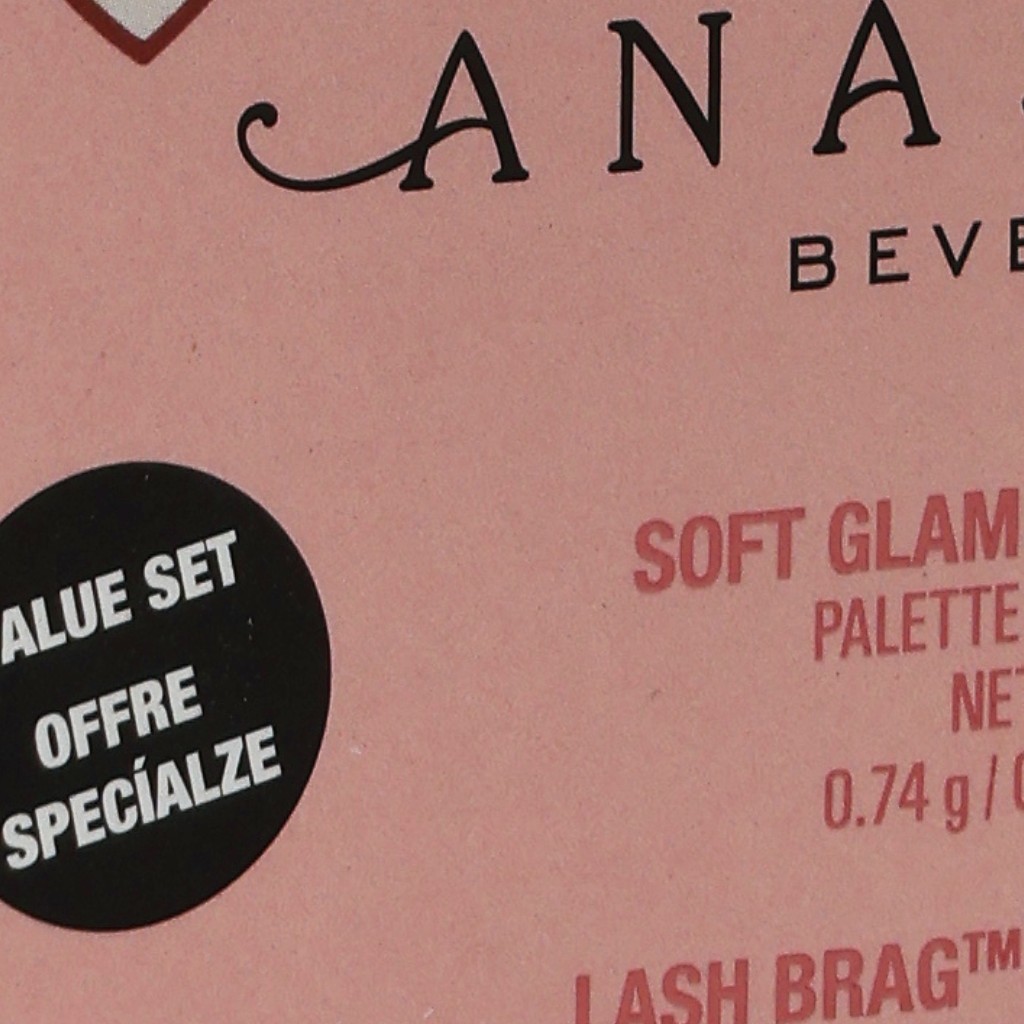 ANA
BEVE
ALUE SET
OFFRE
SPECÍALZE
SOFT GLAM
PALETTE
NET
0.74 g /
LASH BRAG™